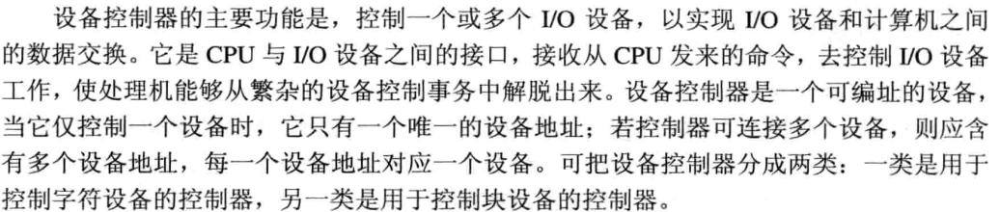 设备控制器的主要功能是，控制一个或多个 I/O 设备，以实现 I/O 设备和计算机之间
的数据交换。它是 CPU 与 I/O 设备之间的接口，接收从 CPU 发来的命令，去控制 I/O 设备
工作，使处理机能够从繁杂的设备控制事务中解脱出来。设备控制器是一个可编址的设备，
当它仅控制一个设备时，它只有一个唯一的设备地址；若控制器可连接多个设备，则应含
有多个设备地址，每一个设备地址对应一个设备。可把设备控制器分成两类：一类是用于
控制字符设备的控制器，另一类是用于控制块设备的控制器。